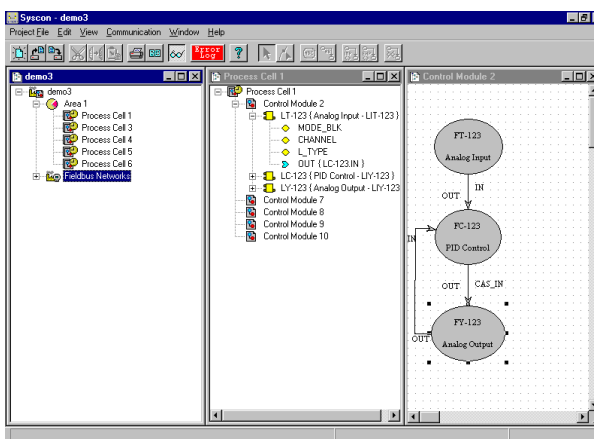 Syscon - demo3
Project File Edit View Communication Window Help
Error Log
demo3
demo3
Area 1
Process Cell 1
Process Cell 3
Process Cell 4
Process Cell 5
Process Cell 6
Fieldbus Networks
Process Cell 1
Process Cell 1
Control Module 2
LT-123 { Analog Input - LIT-123 }
MODE_BLK
CHANNEL
L_TYPE
OUT { LC-123.IN }
LC-123 { PID Control - LIY-123 }
LY-123 { Analog Output - LIY-123
Control Module 7
Control Module 8
Control Module 9
Control Module 10
Control Module 2
FT-123
Analog Input
IN
OUT
FC-123
IN
PID Control
OUT CAS_IN
FY-123
OUT
Analog Output